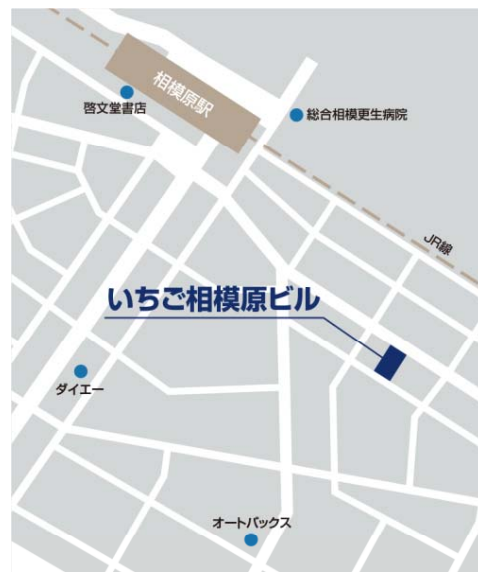 相模原駅
啓文堂書店
総合相模更生病院
JR線
いちご相模原ビル
ダイエー
オートバックス